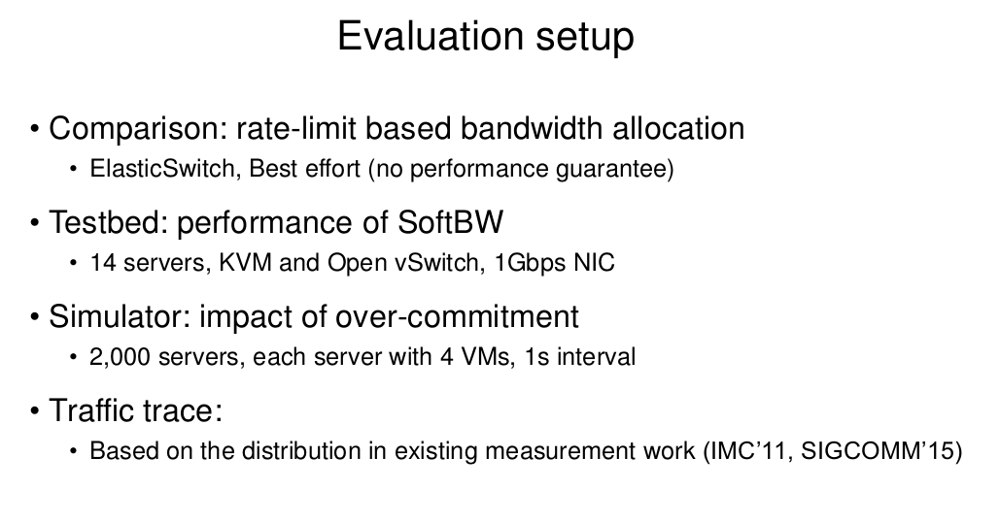 Evaluation setup
• Comparison: rate-limit based bandwidth allocation
• ElasticSwitch, Best effort (no performance guarantee)
• Testbed: performance of SoftBW
• 14 servers, KVM and Open vSwitch, 1Gbps NIC
• Simulator: impact of over-commitment
• 2,000 servers, each server with 4 VMs, 1s interval
• Traffic trace:
• Based on the distribution in existing measurement work (IMC’11, SIGCOMM’15)